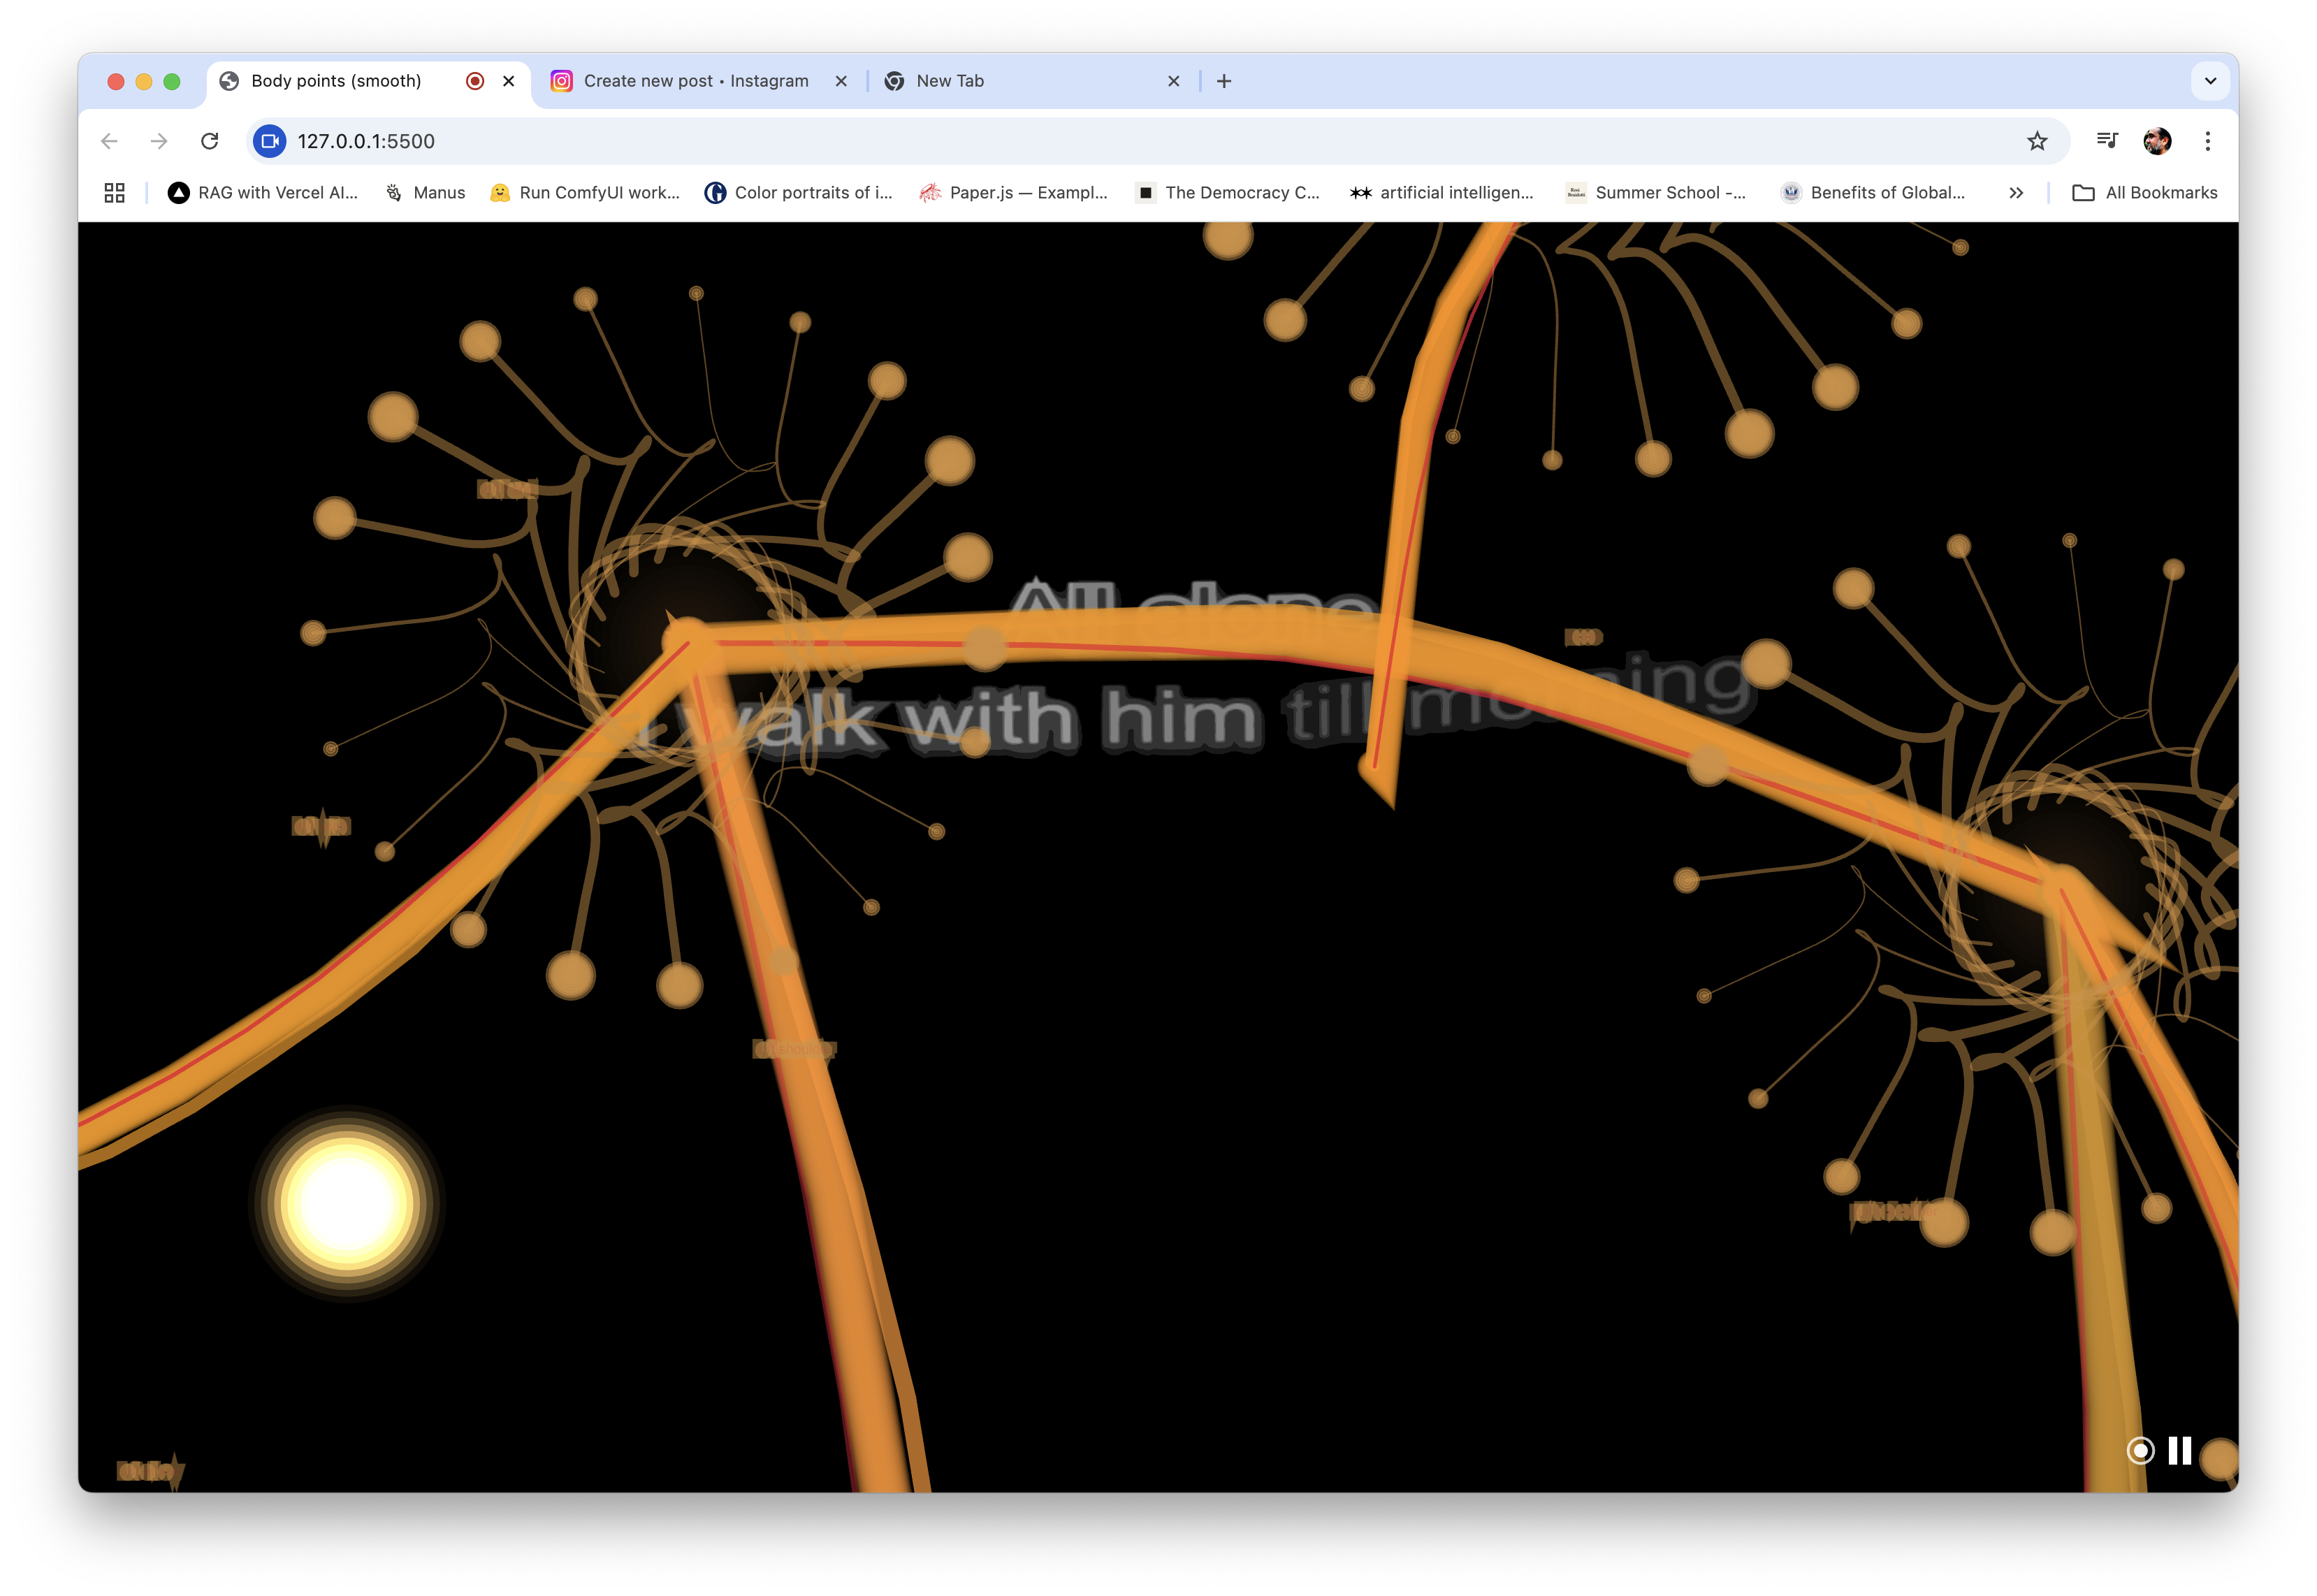 Body points (smooth)
Create new post • Instagram
New Tab
127.0.0.1:5500
RAG with Vercel AI...
Manus
Run ComfyUI work...
Color portraits of i...
Paper.js — Exampl...
The Democracy C...
artificial intelligen...
Summer School -...
Benefits of Global...
All Bookmarks
All alone
I walk with him till morning